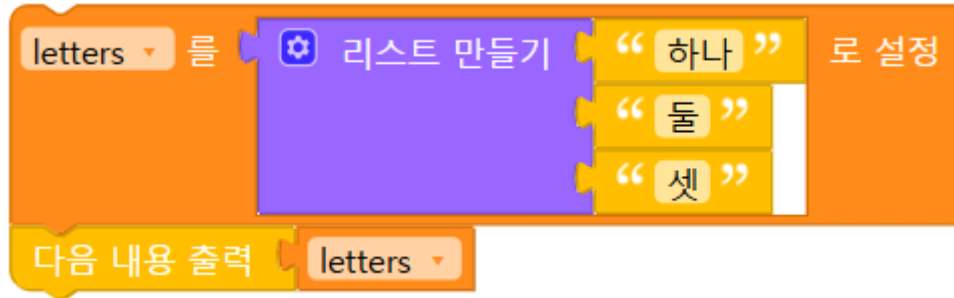 letters 를 리스트 만들기 “ 하나 ” 로 설정
“ 둘 ”
“ 셋 ”
다음 내용 출력 letters